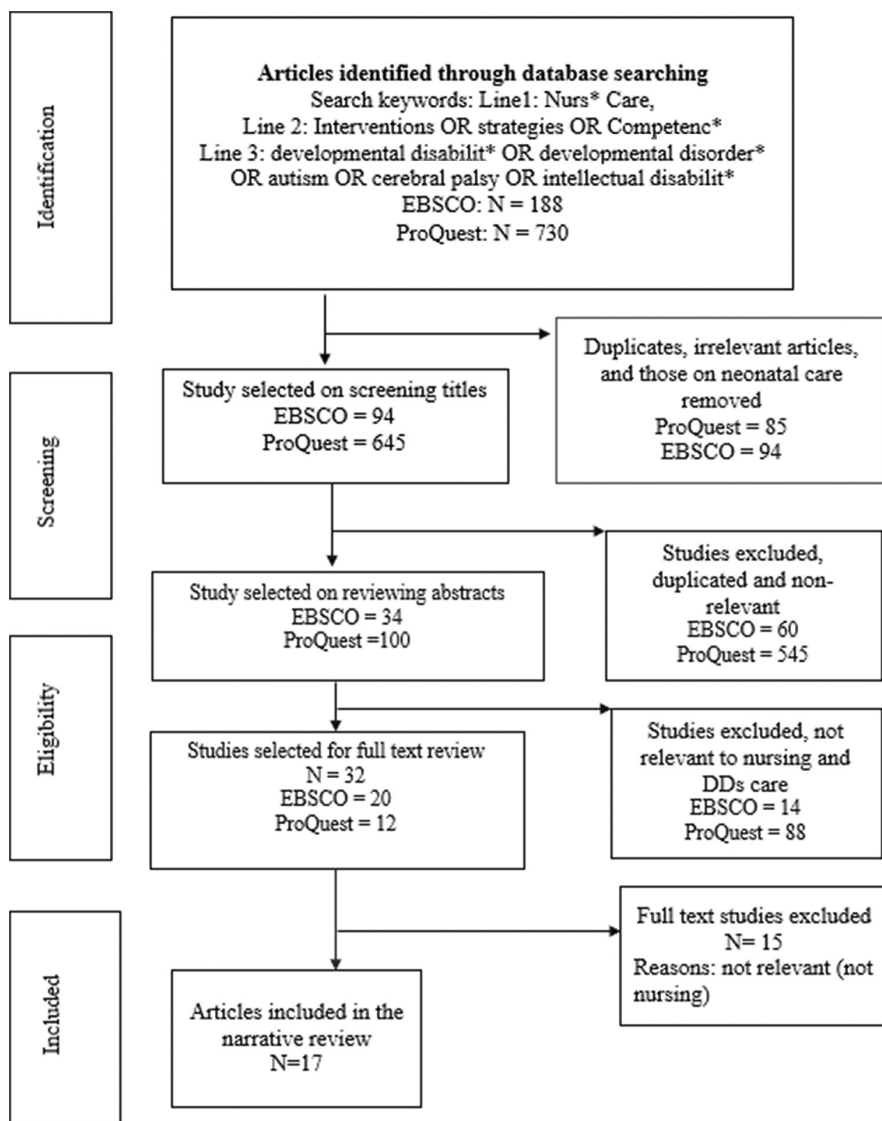 Identification
Articles identified through database searching
Search keywords: Line1: Nurs* Care,
Line 2: Interventions OR strategies OR Competenc*
Line 3: developmental disabilit* OR developmental disorder*
OR autism OR cerebral palsy OR intellectual disabilit*
EBSCO: N = 188
ProQuest: N = 730
Duplicates, irrelevant articles,
and those on neonatal care
removed
ProQuest = 85
EBSCO = 94
Screening
Study selected on screening titles
EBSCO = 94
ProQuest = 645
Studies excluded,
duplicated and non-
relevant
EBSCO = 60
ProQuest = 545
Study selected on reviewing abstracts
EBSCO = 34
ProQuest =100
Eligibility
Studies excluded, not
relevant to nursing and
DDs care
EBSCO = 14
ProQuest = 88
Studies selected for full text review
N = 32
EBSCO = 20
ProQuest = 12
Full text studies excluded
N= 15
Reasons: not relevant (not
nursing)
Included
Articles included in the
narrative review
N=17